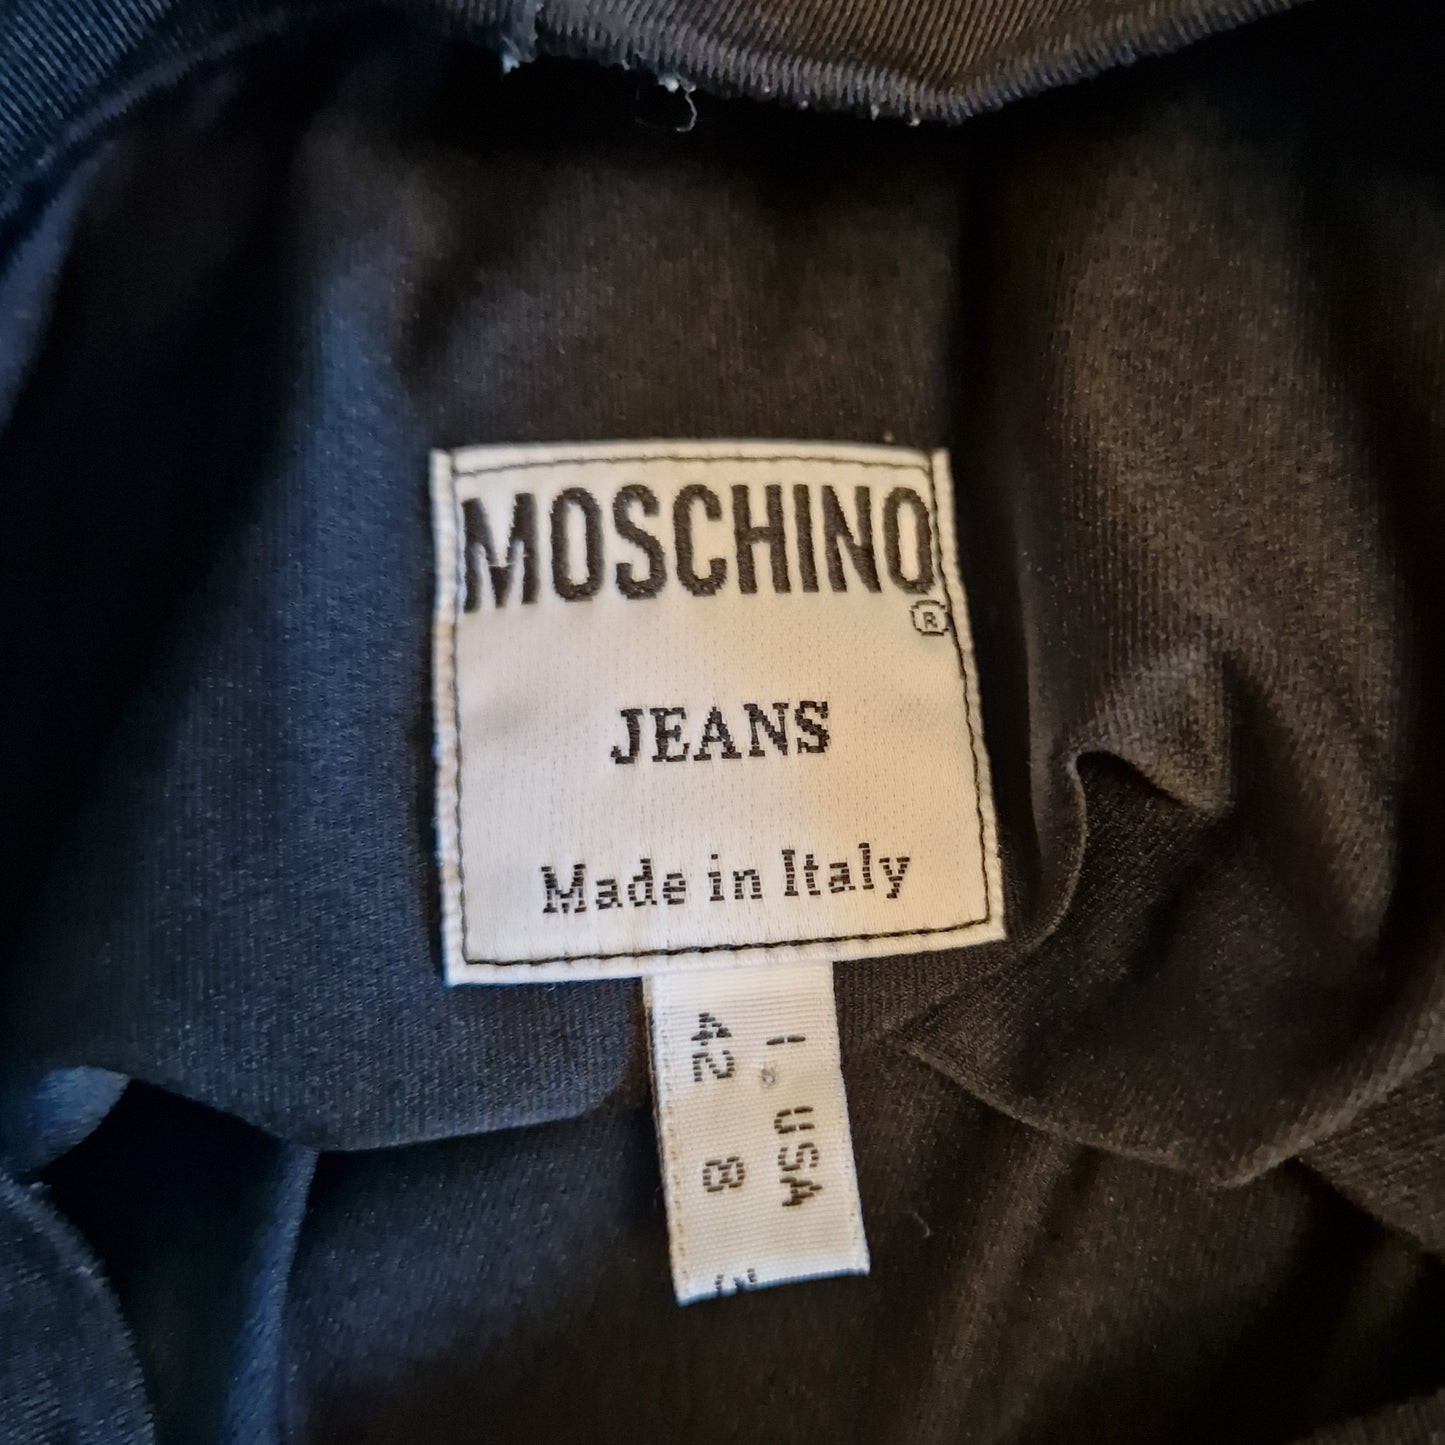 MOSCHINO
®
JEANS
Made in Italy
I. USA
42 8